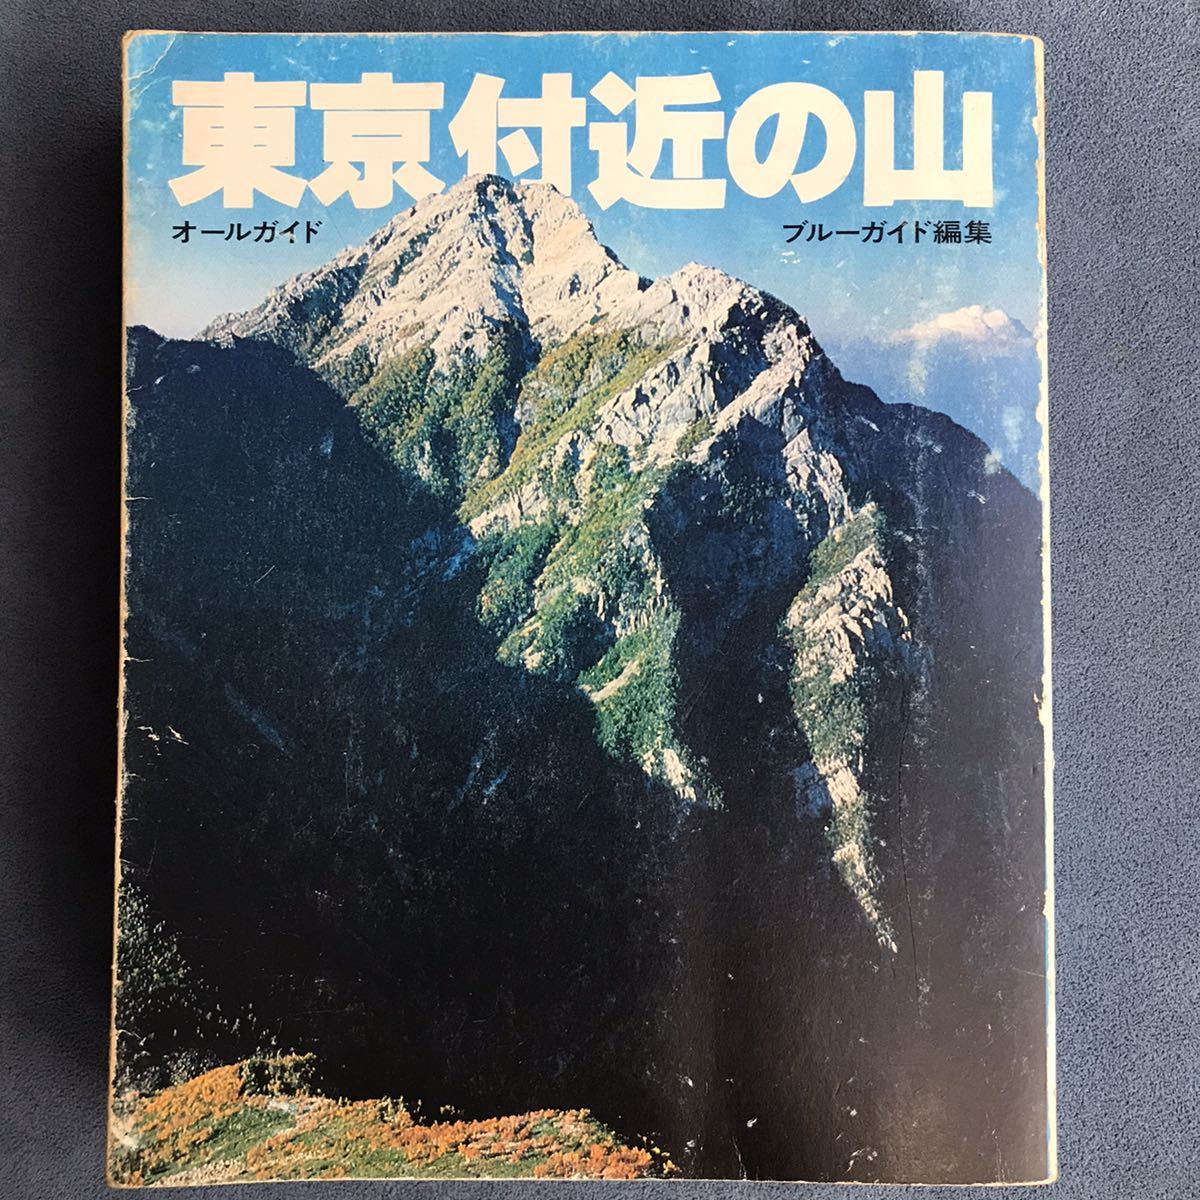 東京付近の山
オールガイド
ブルーガイド編集